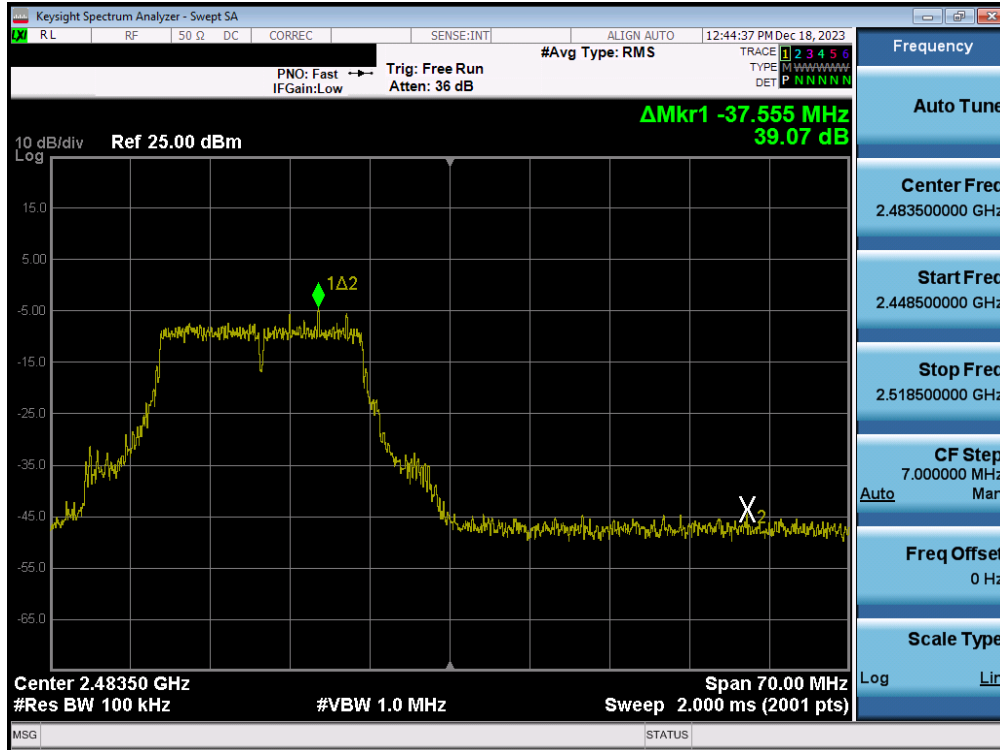 Keysight Spectrum Analyzer - Swept SA
LXI RL RF 50 Ω DC CORREC SENSE:INT ALIGN AUTO 12:44:37 PM Dec 18, 2023
PNO: Fast
IFGain:Low
Trig: Free Run
Atten: 36 dB
#Avg Type: RMS
TRACE 1 2 3 4 5 6
TYPE M WWWWW
DET P N N N N N
ΔMkr1 -37.555 MHz
39.07 dB
10 dB/div Ref 25.00 dBm
Log
15.0
5.00
-5.00
-15.0
-25.0
-35.0
-45.0
-55.0
-65.0
1Δ2
X2
Center 2.48350 GHz Span 70.00 MHz
#Res BW 100 kHz #VBW 1.0 MHz Sweep 2.000 ms (2001 pts)
MSG STATUS
Frequency
Auto Tune
Center Freq
2.483500000 GHz
Start Freq
2.448500000 GHz
Stop Freq
2.518500000 GHz
CF Step
7.000000 MHz
Auto Man
Freq Offset
0 Hz
Scale Type
Log Lin